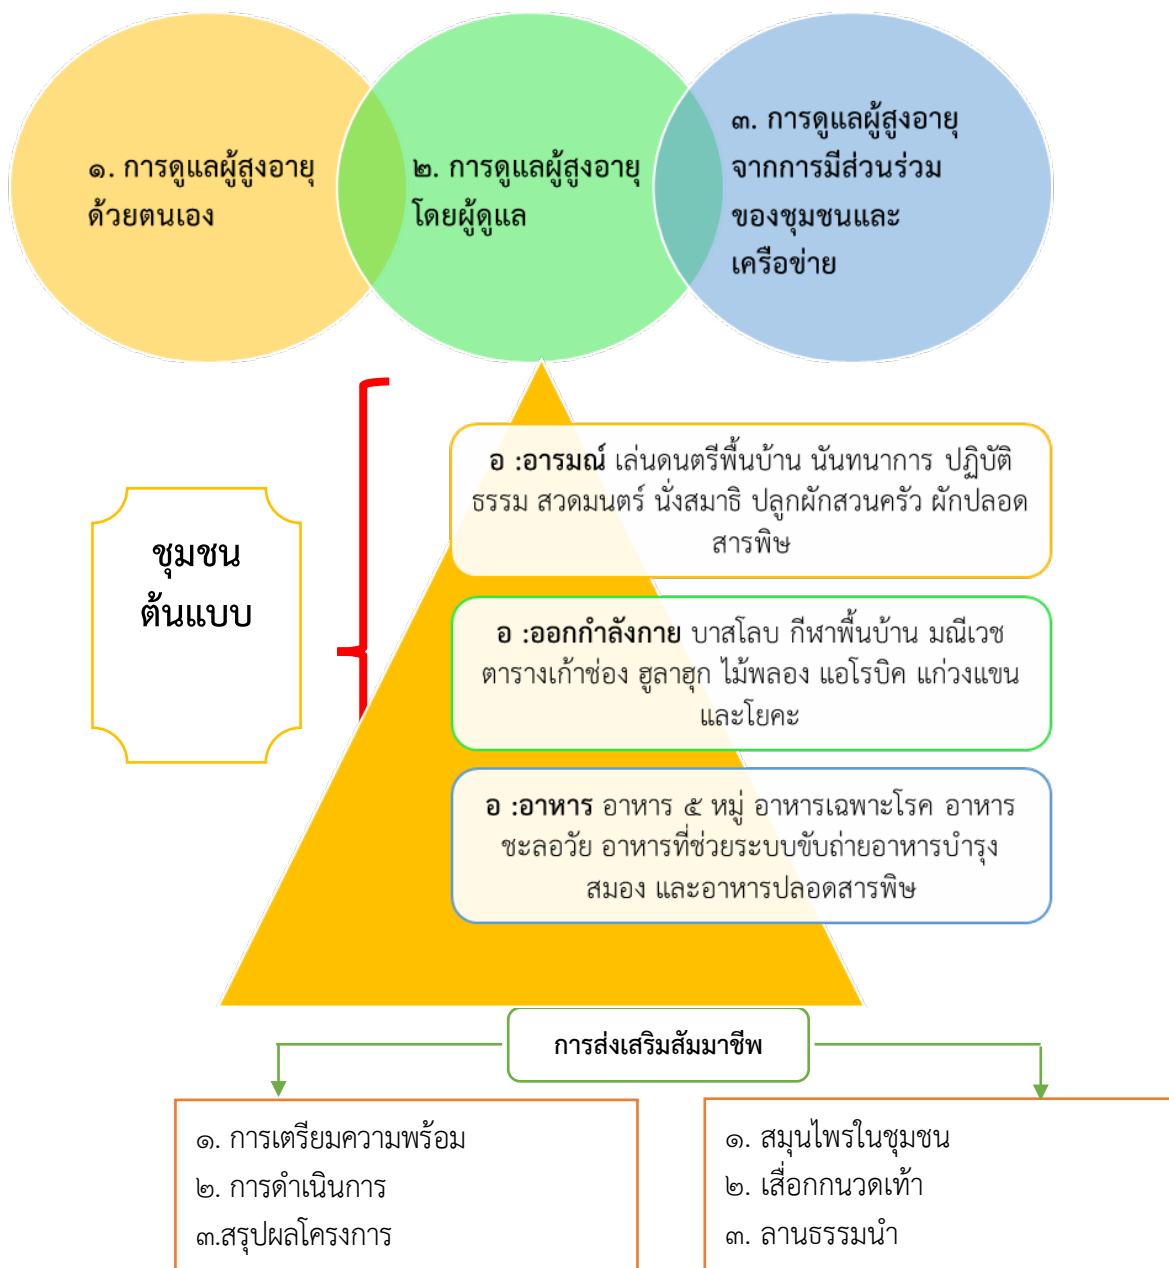 ๑. การดูแลผู้สูงอายุ
ด้วยตนเอง
๒. การดูแลผู้สูงอายุ
โดยผู้ดูแล
๓. การดูแลผู้สูงอายุ
จากการมีส่วนร่วม
ของชุมชนและ
เครือข่าย
ชุมชน
ต้นแบบ
อ :อารมณ์ เล่นดนตรีพื้นบ้าน นันทนาการ ปฏิบัติ
ธรรม สวดมนตร์ นั่งสมาธิ ปลูกผักสวนครัว ผักปลอด
สารพิษ
อ :ออกกำลังกาย บาสโลบ กีฬาพื้นบ้าน มณีเวช
ตารางเก้าช่อง ฮูลาฮุก ไม้พลอง แอโรบิค แก่วงแขน
และโยคะ
อ :อาหาร อาหาร ๕ หมู่ อาหารเฉพาะโรค อาหาร
ชะลอวัย อาหารที่ช่วยระบบขับถ่ายอาหารบำรุง
สมอง และอาหารปลอดสารพิษ
การส่งเสริมสัมมาชีพ
๑. การเตรียมความพร้อม
๒. การดำเนินการ
๓.สรุปผลโครงการ
๑. สมุนไพรในชุมชน
๒. เสื่อกกนวดเท้า
๓. ลานธรรมนำ